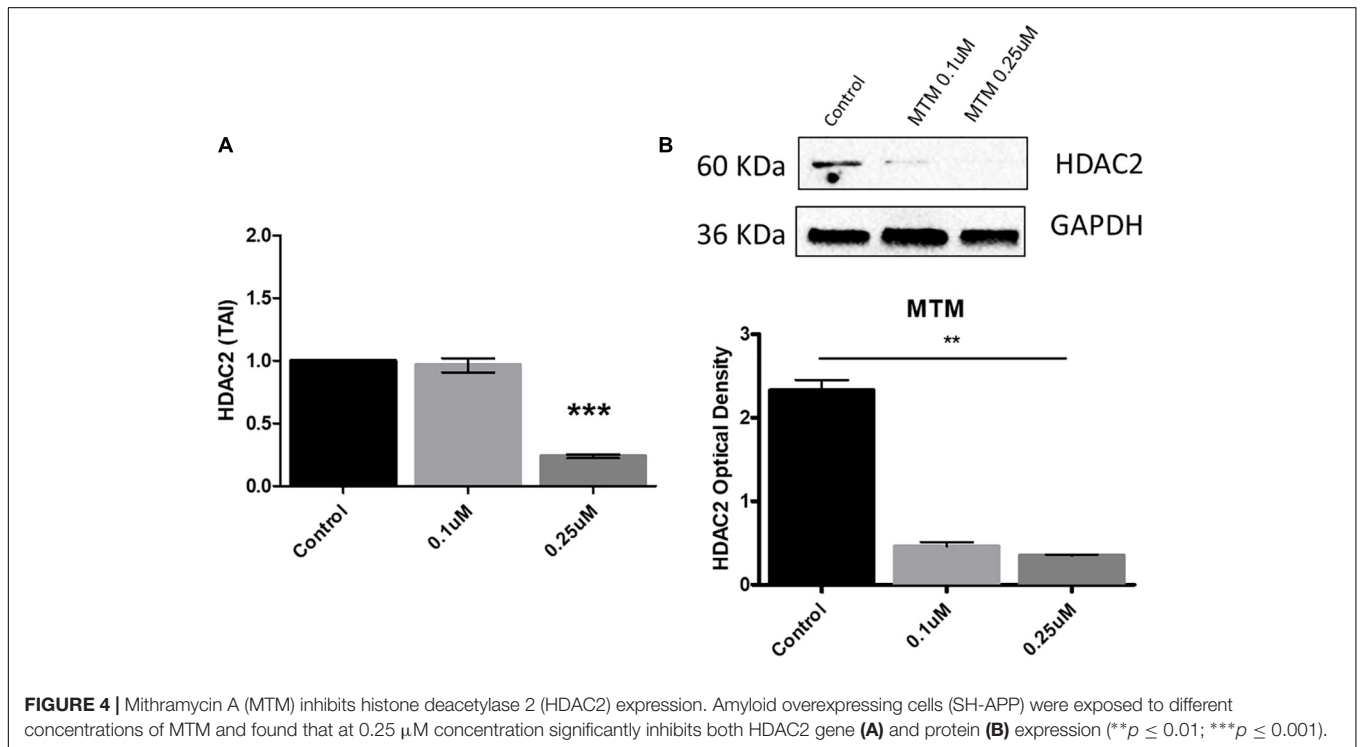 A
HDAC2 (TAI)
2.0
1.5
1.0
0.5
0.0
***
Control
0.1uM
0.25uM
B
Control
MTM 0.1uM
MTM 0.25uM
60 KDa
HDAC2
36 KDa
GAPDH
MTM
HDAC2 Optical Density
3
2
1
0
**
Control
0.1uM
0.25uM
FIGURE 4 | Mithramycin A (MTM) inhibits histone deacetylase 2 (HDAC2) expression. Amyloid overexpressing cells (SH-APP) were exposed to different
concentrations of MTM and found that at 0.25 μM concentration significantly inhibits both HDAC2 gene (A) and protein (B) expression (**p ≤ 0.01; ***p ≤ 0.001).